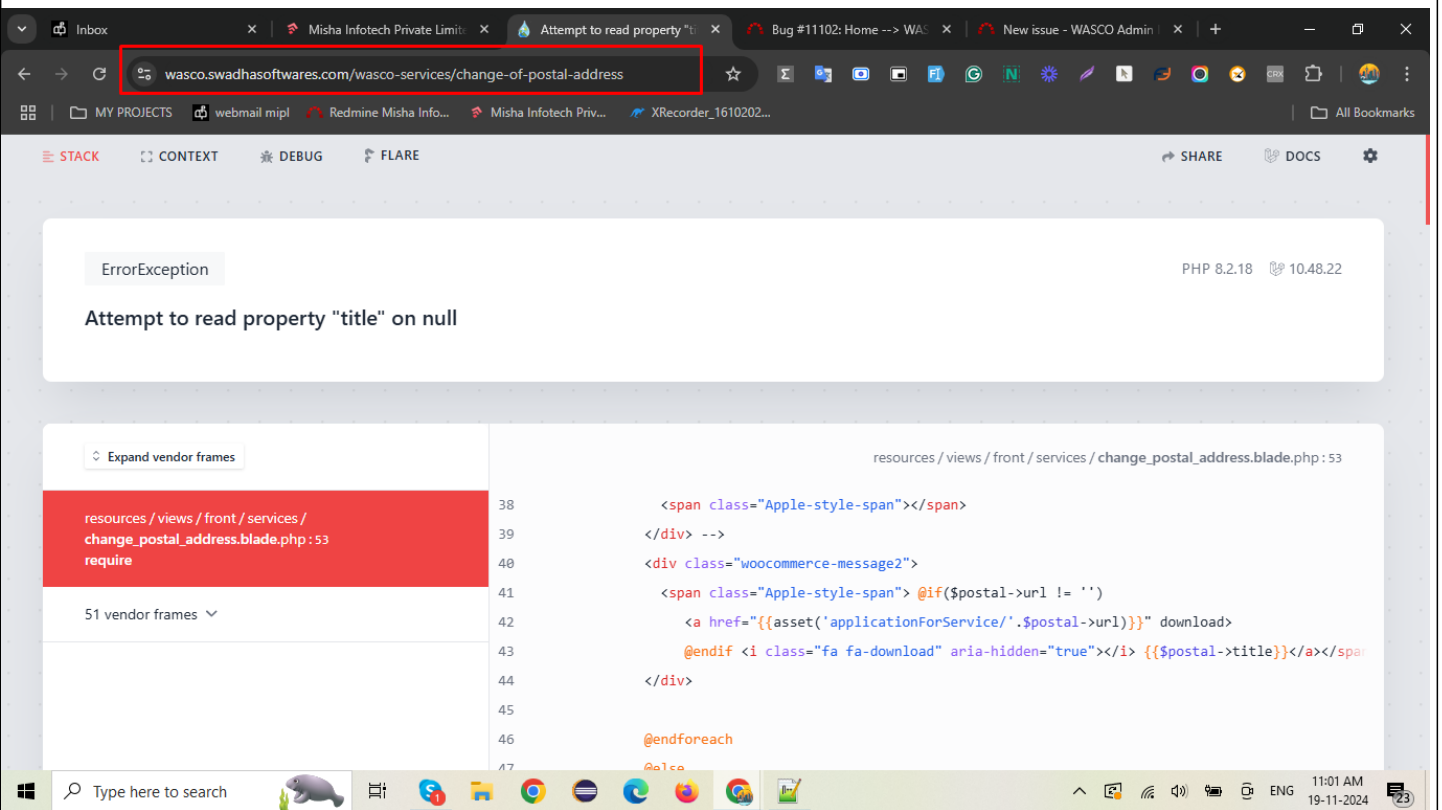 Inbox
Misha Infotech Private Limite
Attempt to read property "ti
Bug #11102: Home --> WAS
New issue - WASCO Admin
wasco.swadhasoftwares.com/wasco-services/change-of-postal-address
MY PROJECTS
webmail mipl
Redmine Misha Info...
Misha Infotech Priv...
XRecorder_1610202...
All Bookmarks
STACK
CONTEXT
DEBUG
FLARE
SHARE
DOCS
ErrorException
PHP 8.2.18
10.48.22
Attempt to read property "title" on null
Expand vendor frames
resources / views / front / services / change_postal_address.blade.php : 53
resources / views / front / services /
change_postal_address.blade.php : 53
require
51 vendor frames
38 <span class="Apple-style-span"></span>
39 </div> -->
40 <div class="woocommerce-message2">
41 <span class="Apple-style-span"> @if($postal->url != '')
42 <a href="{{asset('applicationForService/'.$postal->url)}}" download>
43 @endif <i class="fa fa-download" aria-hidden="true"></i> {{$postal->title}}</a></spa
44 </div>
45
46 @endforeach
47 @else
Type here to search
ENG
11:01 AM
19-11-2024
23